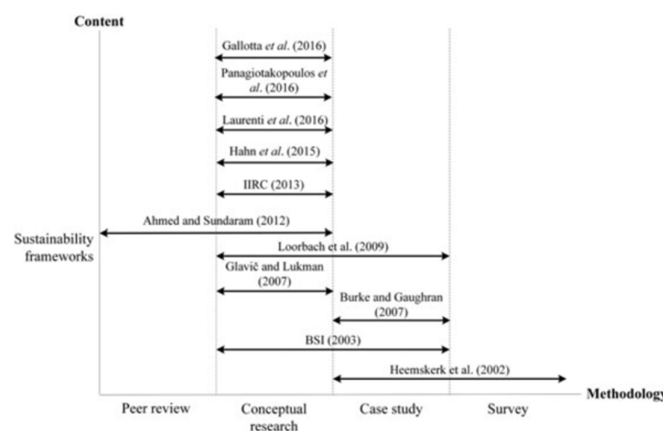 Content
Gallotta et al. (2016)
Panagiotakopoulos et
al. (2016)
Laurenti et al. (2016)
Hahn et al. (2015)
IIRC (2013)
Ahmed and Sundaram (2012)
Sustainability
frameworks
Loorbach et al. (2009)
Glavič and Lukman
(2007)
Burke and Gaughran
(2007)
BSI (2003)
Heemskerk et al. (2002)
Methodology
Peer review
Conceptual
research
Case study
Survey